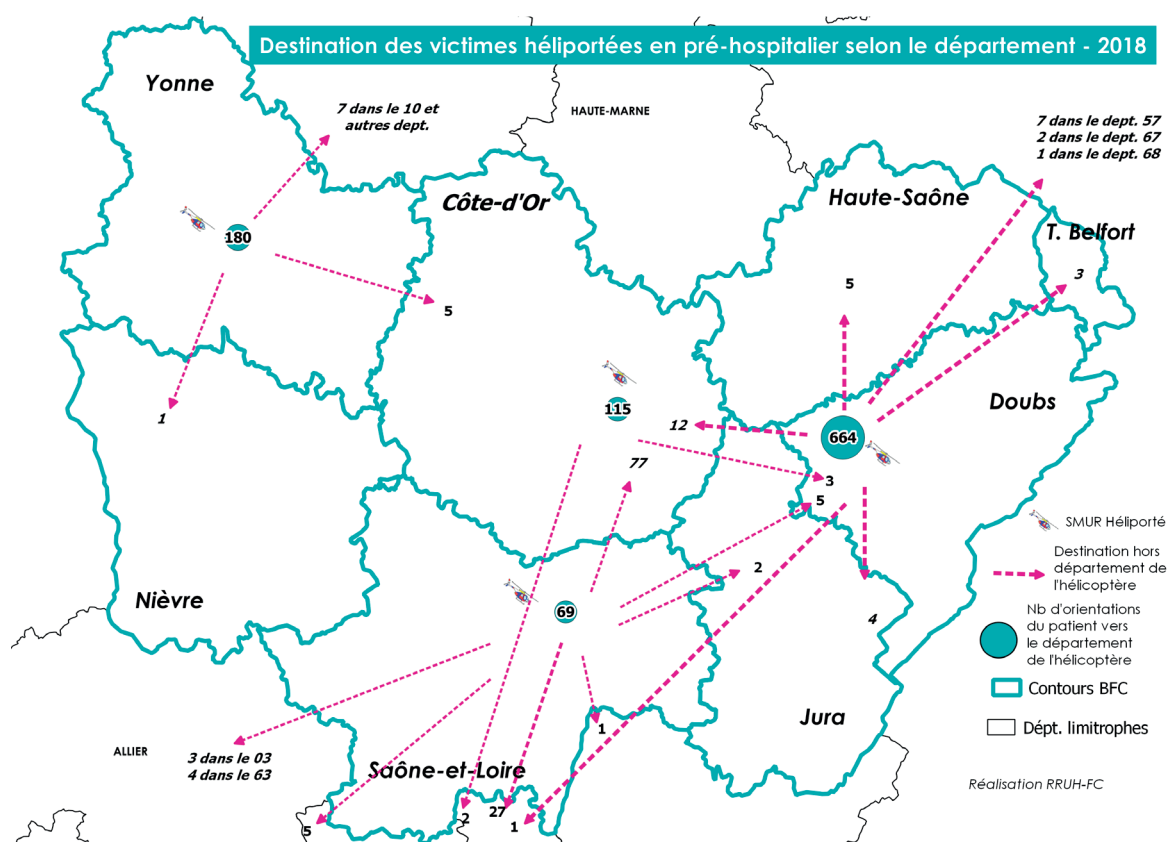 Destination des victimes héliportées en pré-hospitalier selon le département - 2018
Yonne
7 dans le 10 et
autres dept.
HAUTE-MARNE
7 dans le dept. 57
2 dans le dept. 67
1 dans le dept. 68
Côte-d'Or
Haute-Saône
T. Belfort
180
3
5
5
115
Doubs
1
12
664
77
3
5
SMUR Héliporté
Destination hors
département de
l'hélicoptère
2
Nièvre
69
4
Nb d'orientations
du patient vers
le département
de l'hélicoptère
Contours BFC
Jura
1
Dépt. limitrophes
ALLIER
3 dans le 03
4 dans le 63
Saône-et-Loire
Réalisation RRUH-FC
5
2
27
1